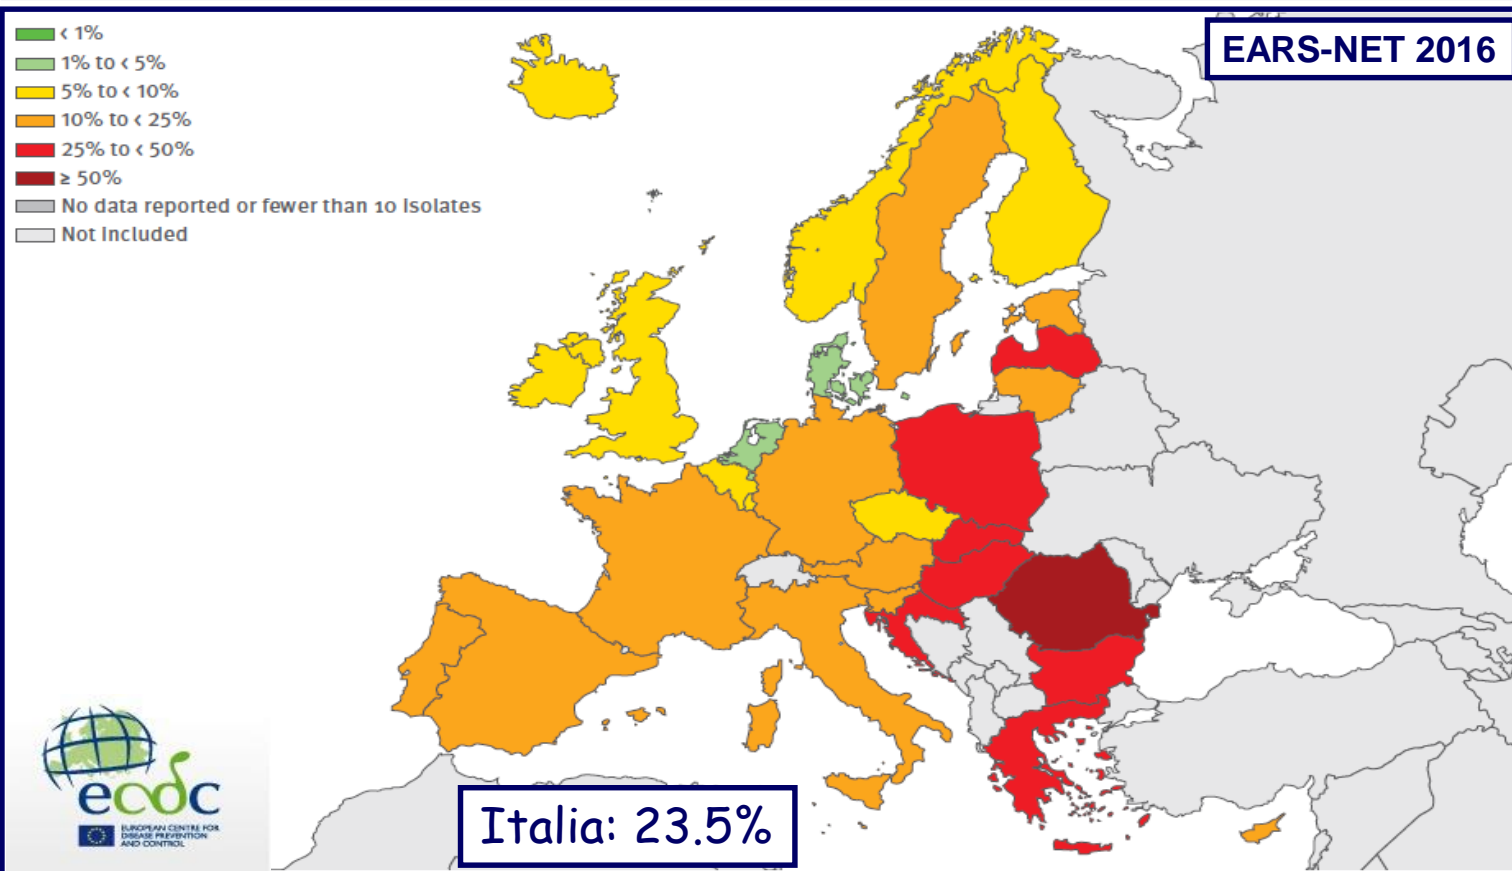 < 1%
1% to < 5%
5% to < 10%
10% to < 25%
25% to < 50%
≥ 50%
No data reported or fewer than 10 isolates
Not included
EARS-NET 2016
ecdc
EUROPEAN CENTRE FOR
DISEASE PREVENTION
AND CONTROL
Italia: 23.5%